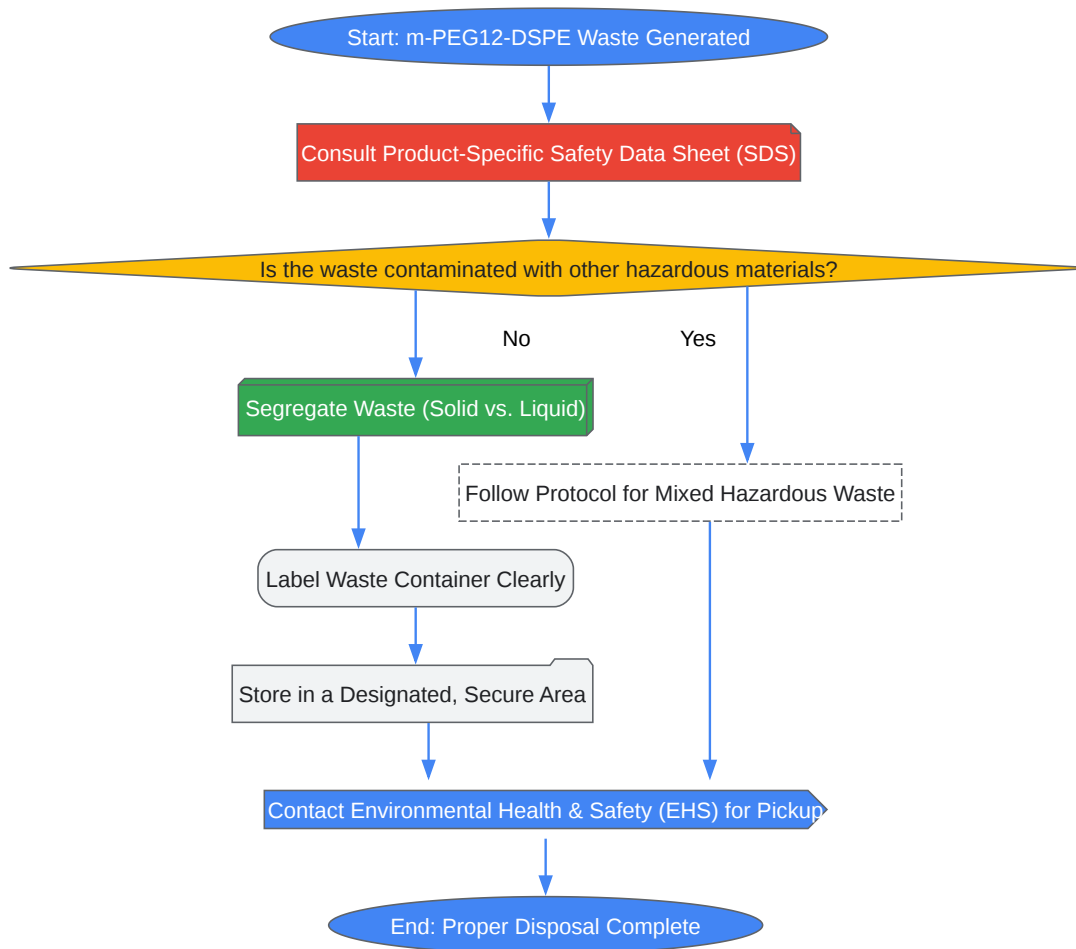 Start: m-PEG12-DSPE Waste Generated
Consult Product-Specific Safety Data Sheet (SDS)
Is the waste contaminated with other hazardous materials?
No
Yes
Segregate Waste (Solid vs. Liquid)
Follow Protocol for Mixed Hazardous Waste
Label Waste Container Clearly
Store in a Designated, Secure Area
Contact Environmental Health & Safety (EHS) for Pickup
End: Proper Disposal Complete